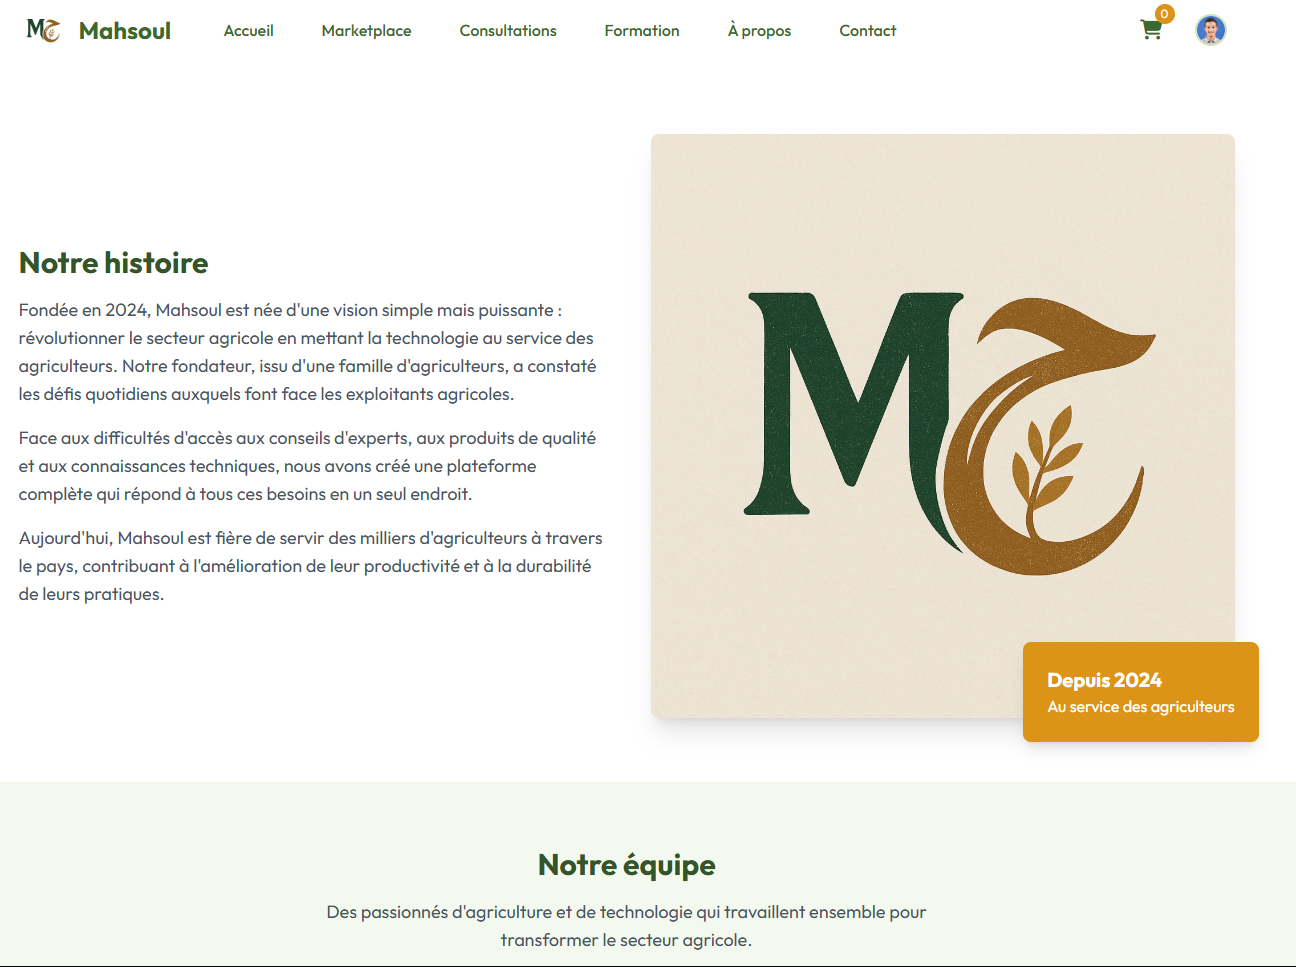 Mح Mahsoul Accueil Marketplace Consultations Formation À propos Contact 0
Notre histoire
Fondée en 2024, Mahsoul est née d'une vision simple mais puissante :
révolutionner le secteur agricole en mettant la technologie au service des
agriculteurs. Notre fondateur, issu d'une famille d'agriculteurs, a constaté
les défis quotidiens auxquels font face les exploitants agricoles.
Face aux difficultés d'accès aux conseils d'experts, aux produits de qualité
et aux connaissances techniques, nous avons créé une plateforme
complète qui répond à tous ces besoins en un seul endroit.
Aujourd'hui, Mahsoul est fière de servir des milliers d'agriculteurs à travers
le pays, contribuant à l'amélioration de leur productivité et à la durabilité
de leurs pratiques.
Mح
Depuis 2024
Au service des agriculteurs
Notre équipe
Des passionnés d'agriculture et de technologie qui travaillent ensemble pour
transformer le secteur agricole.